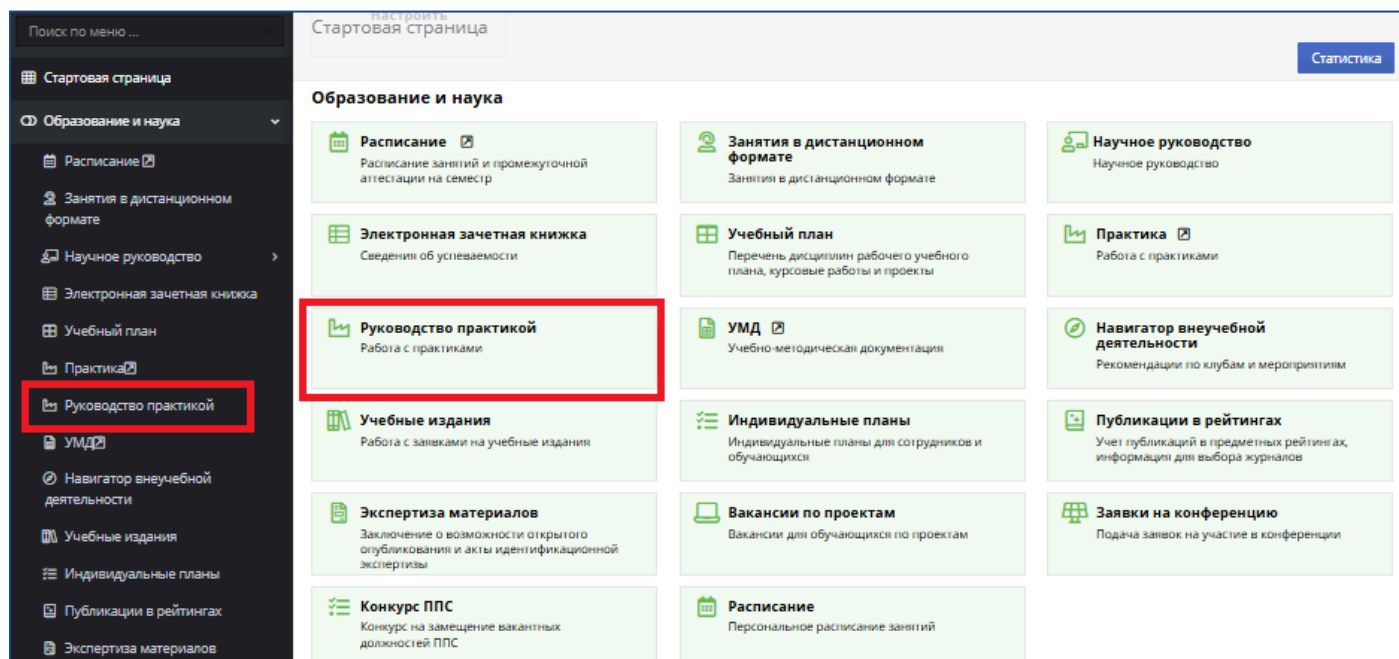 Поиск по меню ...
Стартовая страница
Образование и наука
Расписание
Занятия в дистанционном
формате
Научное руководство
Электронная зачетная книжка
Учебный план
Практика
Руководство практикой
УМД
Навигатор внеучебной
деятельности
Учебные издания
Индивидуальные планы
Публикации в рейтингах
Экспертиза материалов
Настроить
Стартовая страница
Статистика
Образование и наука
Расписание
Расписание занятий и промежуточной
аттестации на семестр
Занятия в дистанционном
формате
Занятия в дистанционном формате
Научное руководство
Научное руководство
Электронная зачетная книжка
Сведения об успеваемости
Учебный план
Перечень дисциплин рабочего учебного
плана, курсовые работы и проекты
Практика
Работа с практиками
Руководство практикой
Работа с практиками
УМД
Учебно-методическая документация
Навигатор внеучебной
деятельности
Рекомендации по клубам и мероприятиям
Учебные издания
Работа с заявками на учебные издания
Индивидуальные планы
Индивидуальные планы для сотрудников и
обучающихся
Публикации в рейтингах
Учет публикаций в предметных рейтингах,
информация для выбора журналов
Экспертиза материалов
Заключение о возможности открытого
опубликования и акты идентификационной
экспертизы
Вакансии по проектам
Вакансии для обучающихся по проектам
Заявки на конференцию
Подача заявок на участие в конференции
Конкурс ППС
Конкурс на замещение вакантных
должностей ППС
Расписание
Персональное расписание занятий